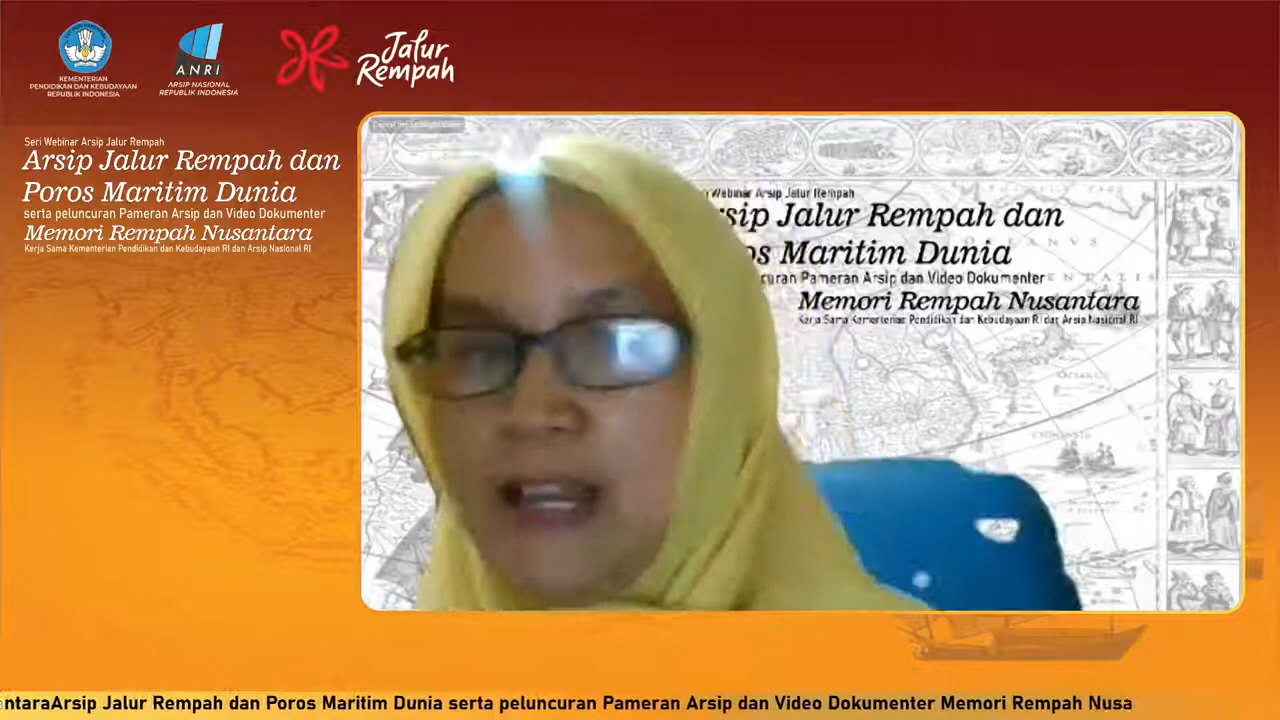 KEMENTERIAN
PENDIDIKAN DAN KEBUDAYAAN
REPUBLIK INDONESIA
ANRI
ARSIP NASIONAL
REPUBLIK INDONESIA
Jalur
Rempah
Seri Webinar Arsip Jalur Rempah
Arsip Jalur Rempah dan
Poros Maritim Dunia
serta peluncuran Pameran Arsip dan Video Dokumenter
Memori Rempah Nusantara
Kerja Sama Kementerian Pendidikan dan Kebudayaan RI dan Arsip Nasional RI
Webinar Arsip Jalur Rempah
sip Jalur Rempah dan
os Maritim Dunia
curan Pameran Arsip dan Video Dokumenter
Memori Rempah Nusantara
Kerja Sama Kementerian Pendidikan dan Kebudayaan RI dan Arsip Nasional RI
ntaraArsip Jalur Rempah dan Poros Maritim Dunia serta peluncuran Pameran Arsip dan Video Dokumenter Memori Rempah Nusa